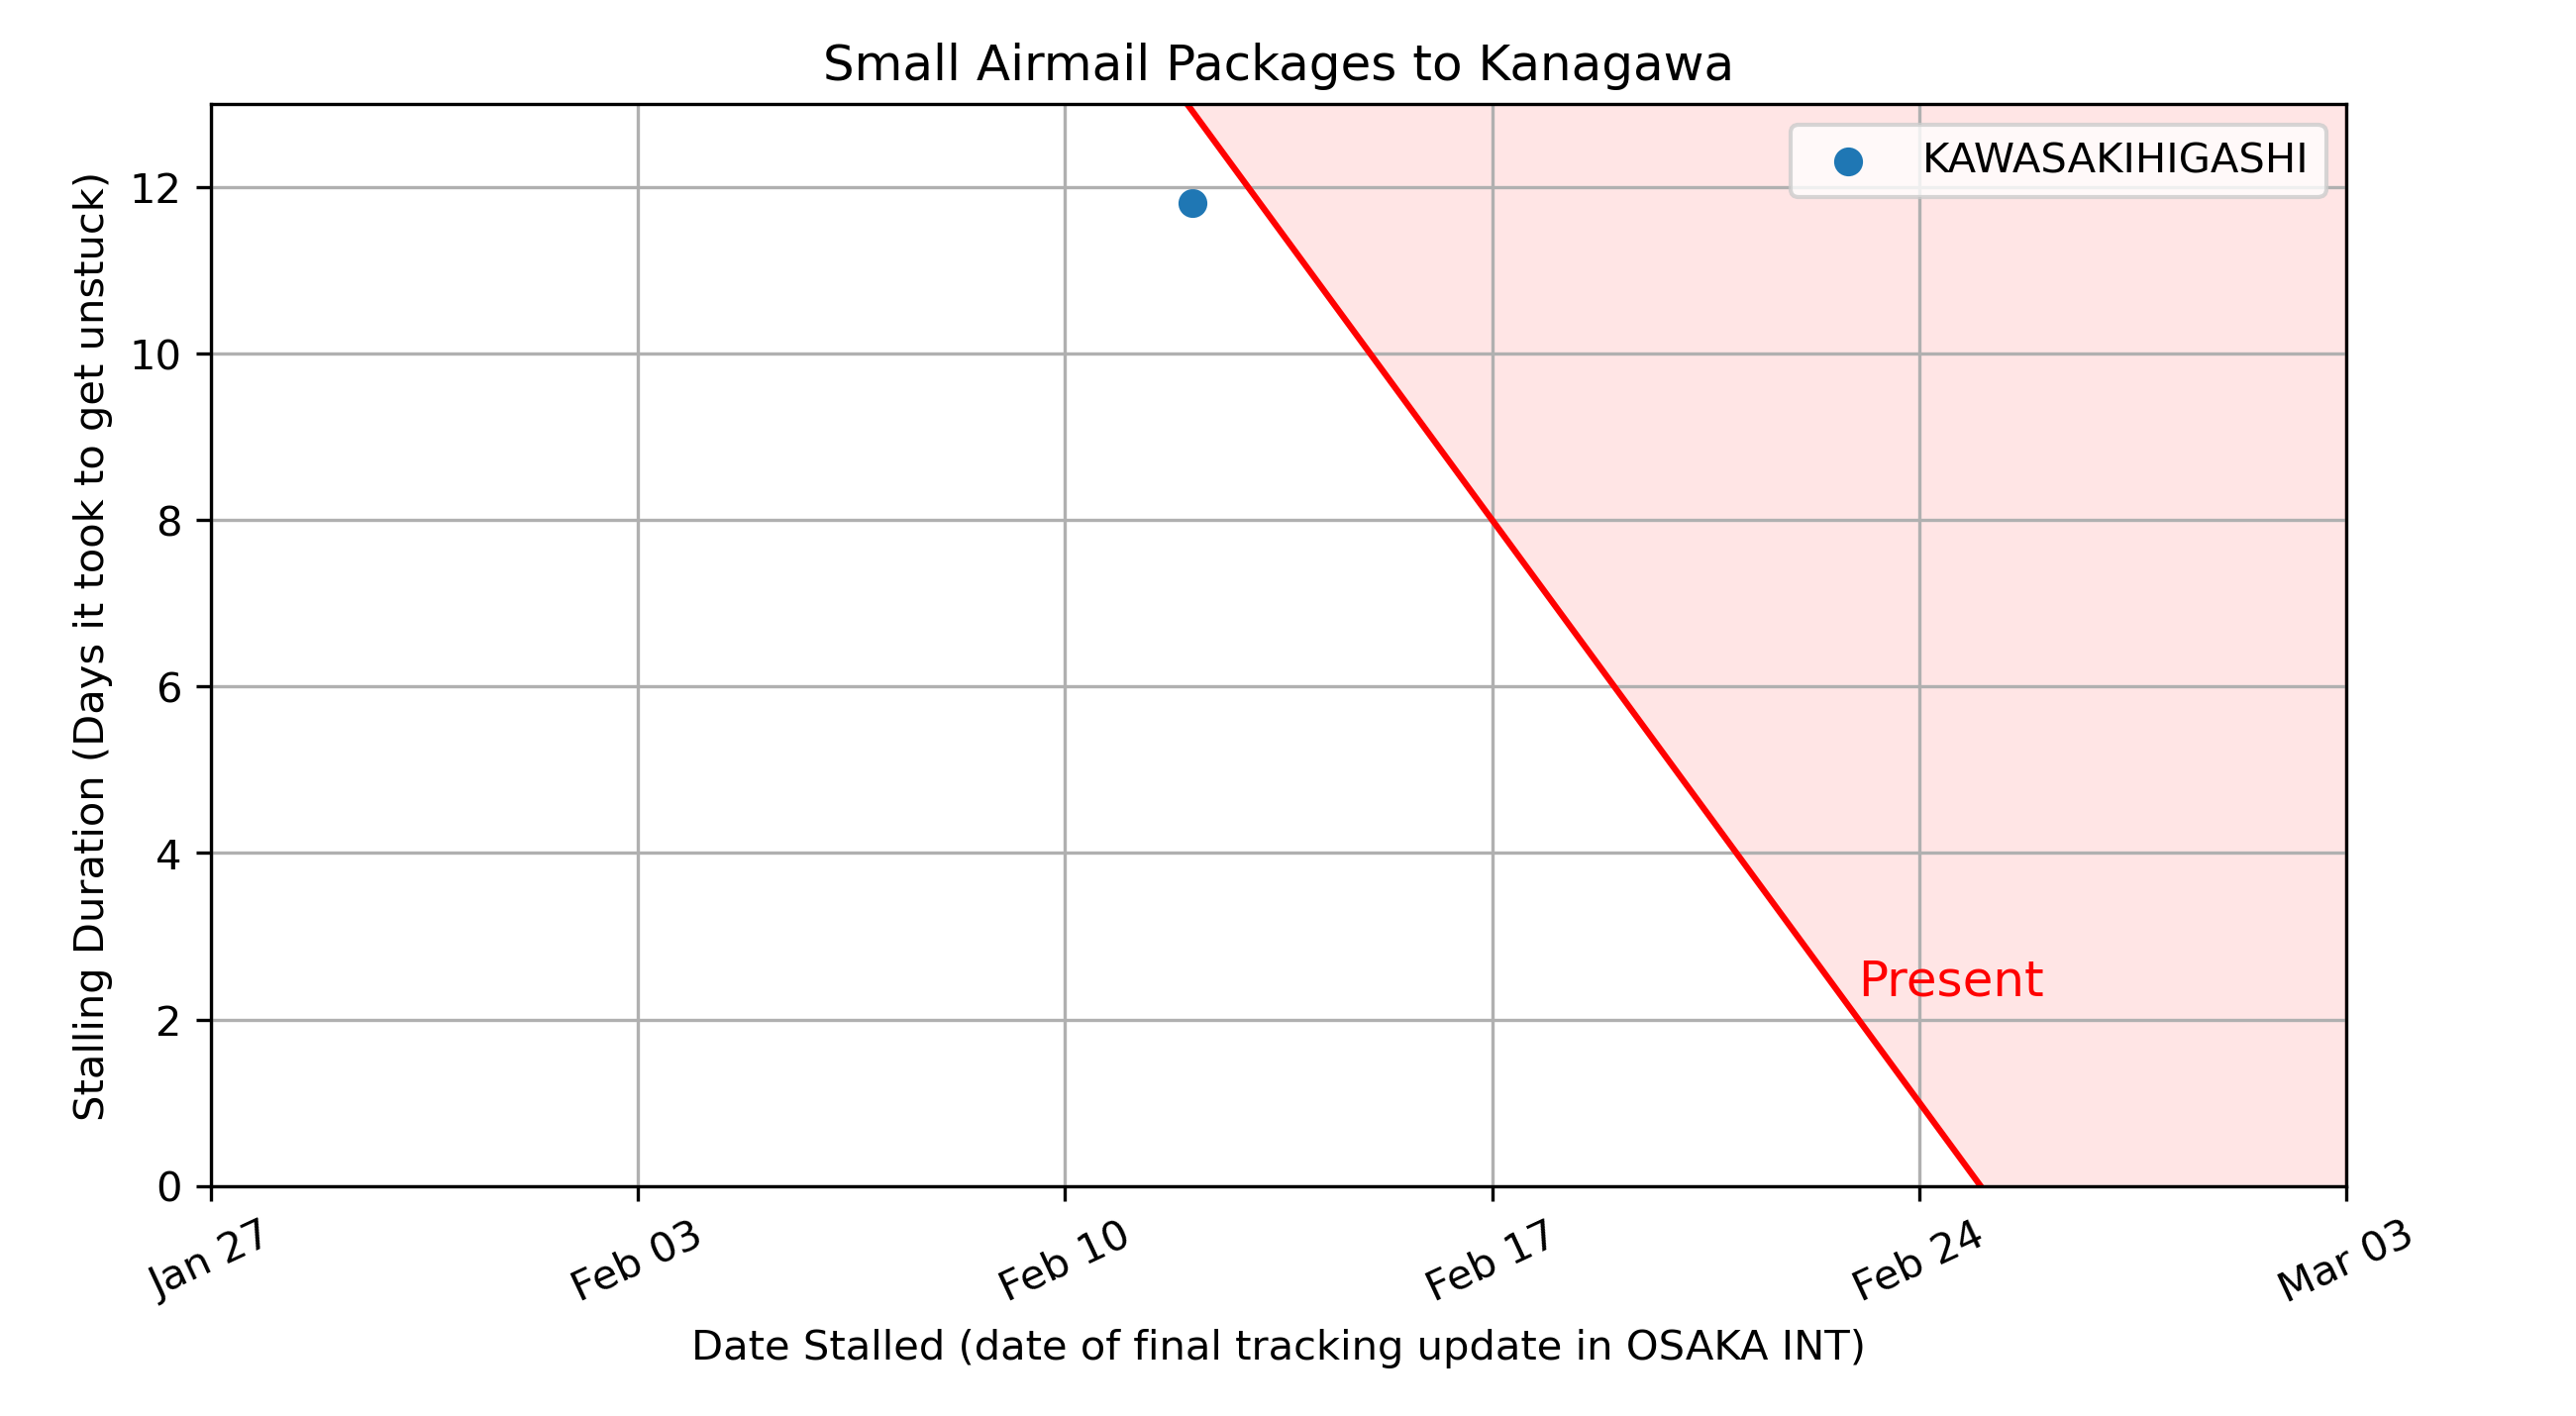 Small Airmail Packages to Kanagawa
KAWASAKIHIGASHI
Stalling Duration (Days it took to get unstuck)
12
10
8
6
4
2
0
Present
Jan 27
Feb 03
Feb 10
Feb 17
Feb 24
Mar 03
Date Stalled (date of final tracking update in OSAKA INT)